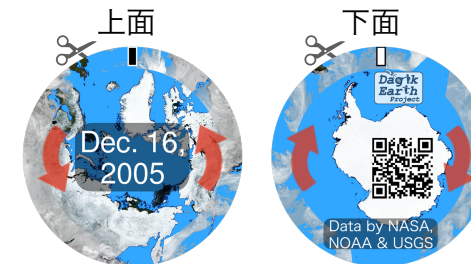 上面
下面
Dec. 16,
2005
Dagik
Earth
Project
Data by NASA,
NOAA & USGS